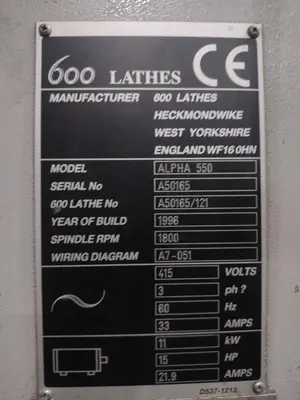 600 LATHES CE
MANUFACTURER 600 LATHES
HECKMONDWIKE
WEST YORKSHIRE
ENGLAND WF16 0HN
MODEL ALPHA 550
SERIAL No A50165
600 LATHE No A50165/121
YEAR OF BUILD 1996
SPINDLE RPM 1800
WIRING DIAGRAM A7-051
415 VOLTS
3 ph ?
60 Hz
33 AMPS
11 kW
15 HP
21.9 AMPS
D537-1212